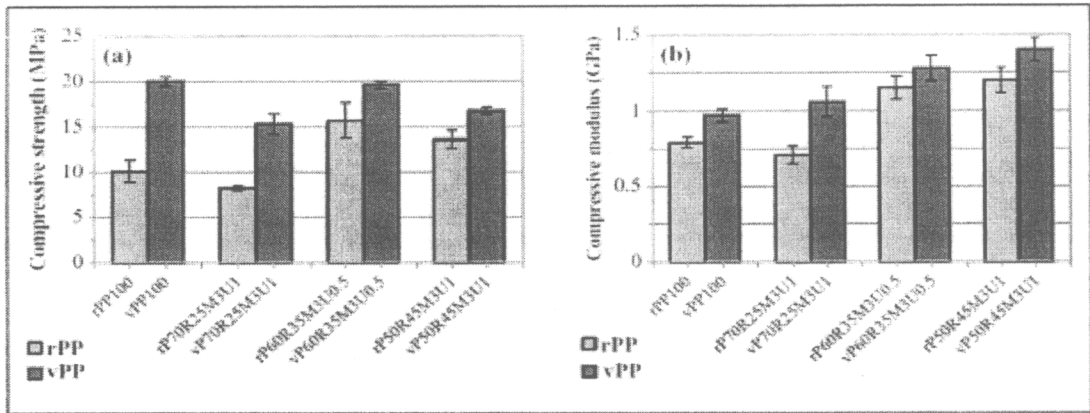 Compressive strength (MPa)
25
20
15
10
5
0
(a)
rPP100
vPP100
rP70R25M3U1
vP70R25M3U1
rP60R35M3U0.5
vP60R35M3U0.5
rP50R45M3U1
vP50R45M3U1
rPP
vPP
Compressive modulus (GPa)
1.5
1
0.5
0
(b)
rPP100
vPP100
rP70R25M3U1
vP70R25M3U1
rP60R35M3U0.5
vP60R35M3U0.5
rP50R45M3U1
vP50R45M3U1
rPP
vPP